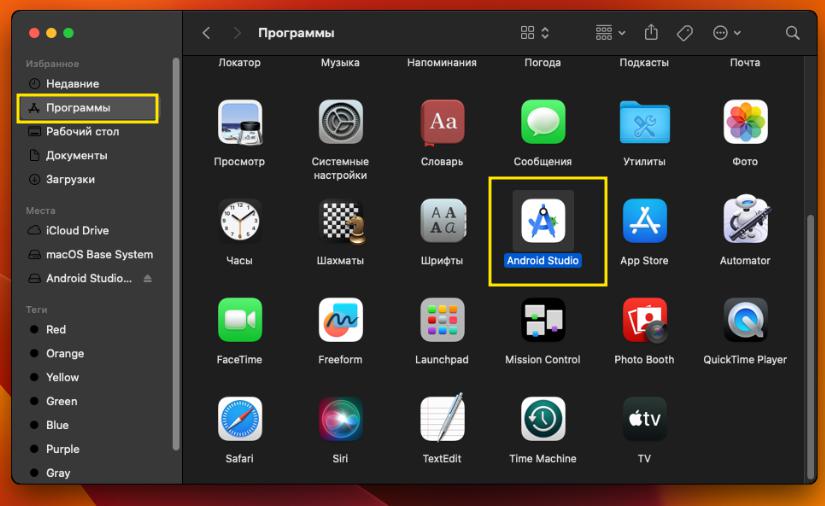 Программы
Избранное
Недавние
Программы
Рабочий стол
Документы
Загрузки
Места
iCloud Drive
macOS Base System
Android Studio...
Теги
Red
Orange
Yellow
Green
Blue
Purple
Gray
Локатор
Музыка
Напоминания
Погода
Подкасты
Почта
Aa
Просмотр
Системные
настройки
Словарь
Сообщения
Утилиты
Фото
Часы
Шахматы
Шрифты
Android Studio
App Store
Automator
FaceTime
Freeform
Launchpad
Mission Control
Photo Booth
QuickTime Player
tv
Safari
Siri
TextEdit
Time Machine
TV